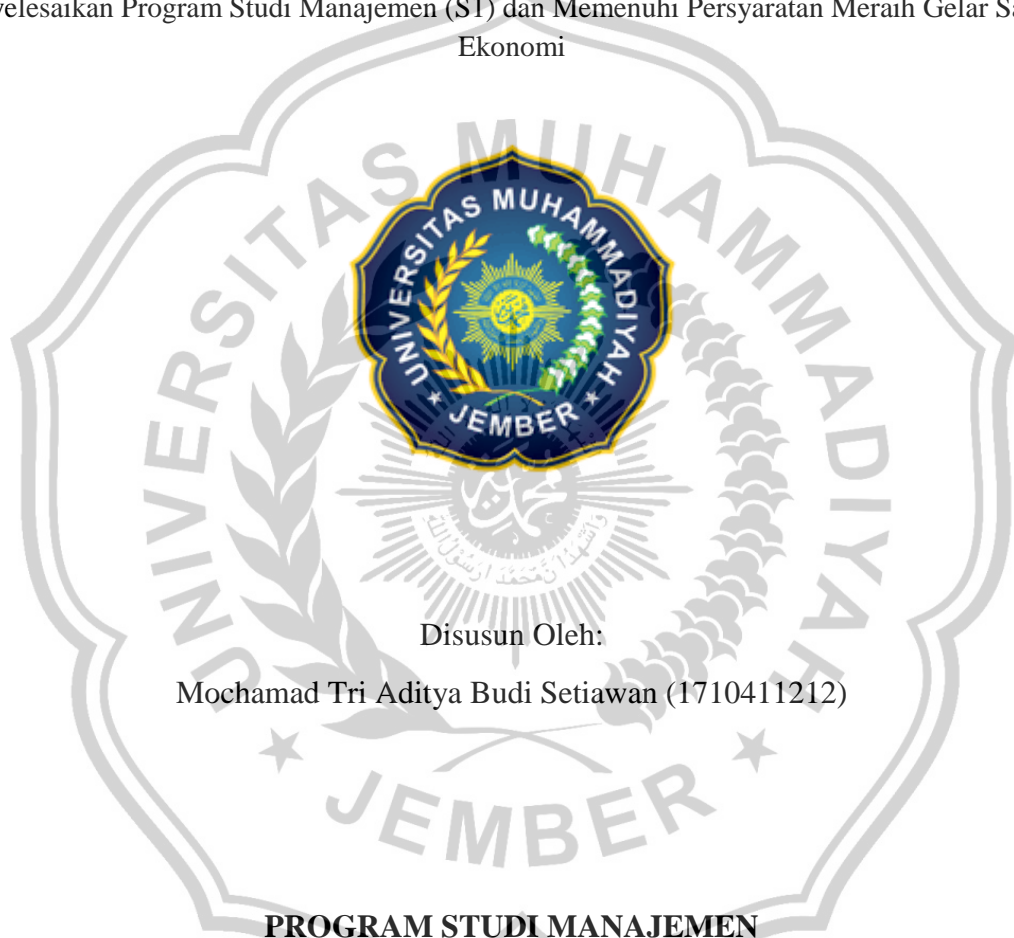 Program Studi Manajemen (S1) dan Memenuhi Persyaratan Meraih Gelar
Ekonomi
UNIVERSITAS MUHAMMADIYAH
JEMBER
Disusun Oleh:
Mochamad Tri Aditya Budi Setiawan (1710411212)
JEMBER
PROGRAM STUDI MANAJEMEN